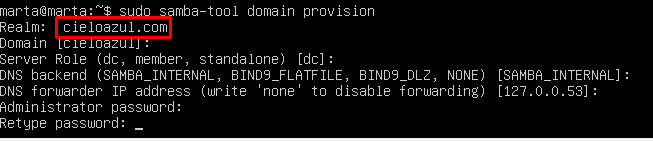 marta@marta:~$ sudo samba-tool domain provision
Realm: cieloazul.com
Domain [cieloazul]:
Server Role (dc, member, standalone) [dc]:
DNS backend (SAMBA_INTERNAL, BIND9_FLATFILE, BIND9_DLZ, NONE) [SAMBA_INTERNAL]:
DNS forwarder IP address (write 'none' to disable forwarding) [127.0.0.53]:
Administrator password:
Retype password: _